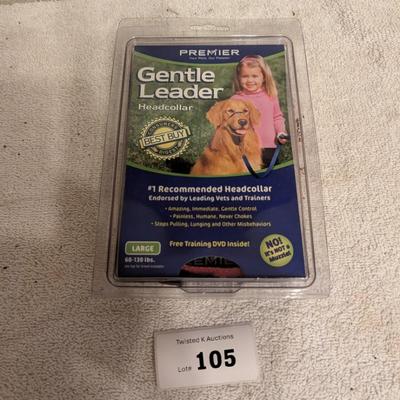 PREMIER
Gentle
Leader
Headcollar
CONSUMERS
BEST BUY
DIGEST
#1 Recommended Headcollar
Endorsed by Leading Vets and Trainers
• Amazing, Immediate, Gentle Control
• Painless, Humane, Never Chokes
• Stops Pulling, Lunging and Other Misbehaviors
LARGE
Free Training DVD Inside!
60-130 lbs.
NO!
It's NOT a
Muzzle!
Twisted K Auctions
Lot# 105